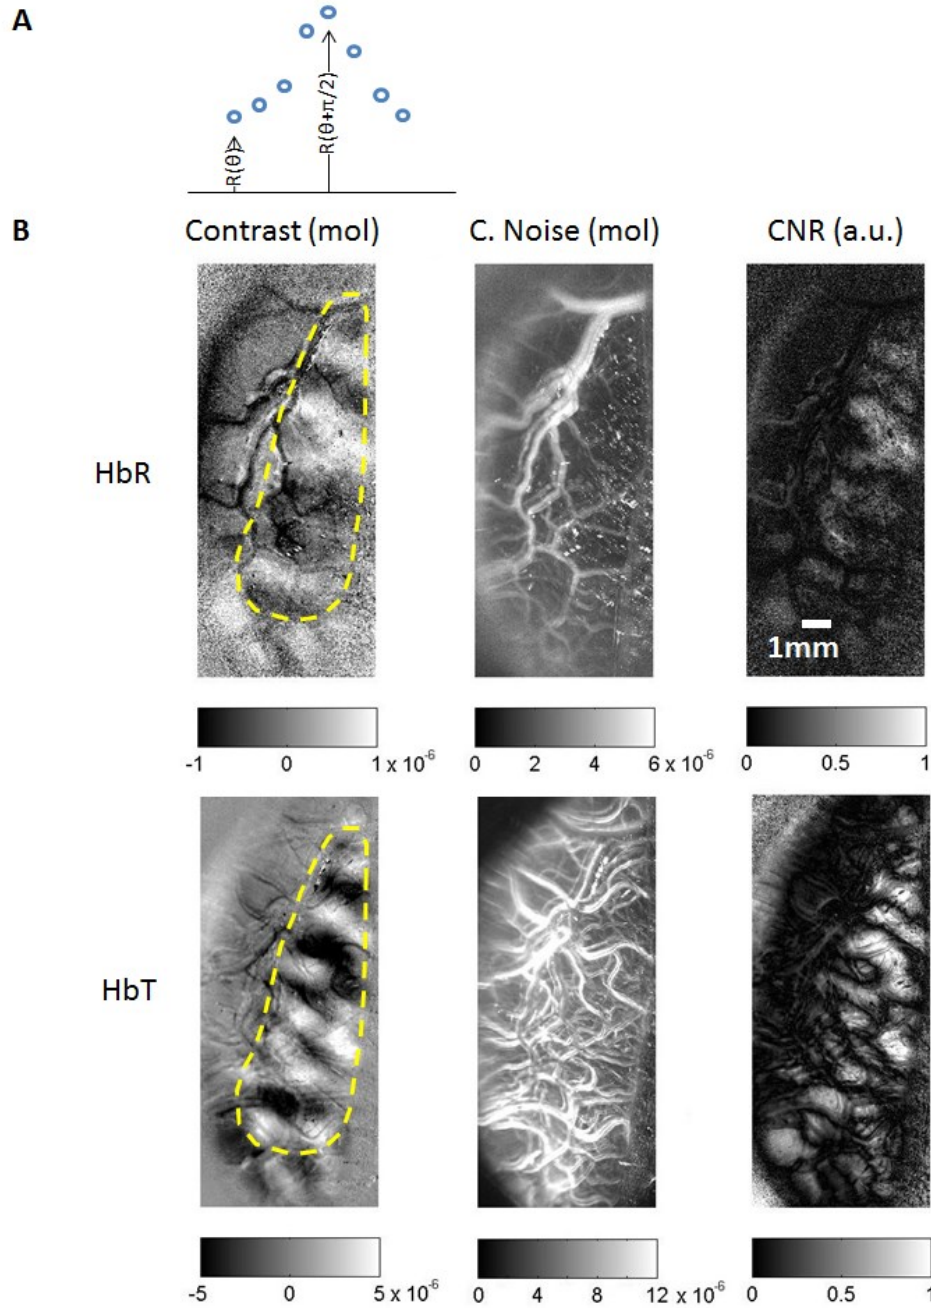 A
R(θ)
R(θ+π/2)
B
Contrast (mol) C. Noise (mol) CNR (a.u.)
HbR
1mm
-1 0 1 x 10⁻⁶ 0 2 4 6 x 10⁻⁶ 0 0.5 1
HbT
-5 0 5 x 10⁻⁶ 0 4 8 12 x 10⁻⁶ 0 0.5 1